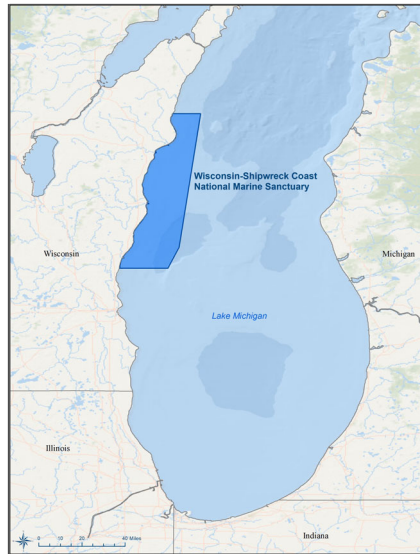 Wisconsin-Shipwreck Coast
National Marine Sanctuary
Wisconsin
Michigan
Lake Michigan
Illinois
Indiana
0 10 20 40 Miles